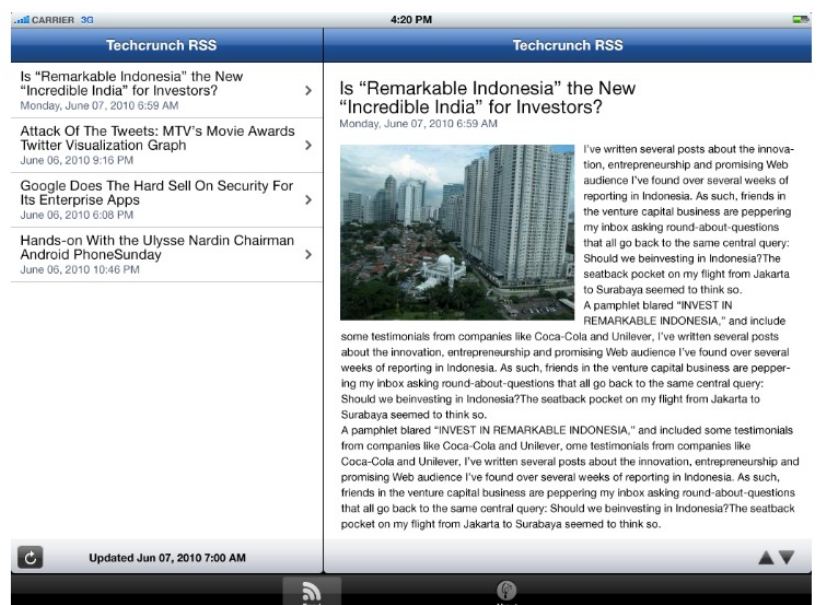 CARRIER 3G 4:20 PM
Techcrunch RSS
Is “Remarkable Indonesia” the New
“Incredible India” for Investors?
Monday, June 07, 2010 6:59 AM
Attack Of The Tweets: MTV’s Movie Awards
Twitter Visualization Graph
June 06, 2010 9:16 PM
Google Does The Hard Sell On Security For
Its Enterprise Apps
June 06, 2010 6:08 PM
Hands-on With the Ulysse Nardin Chairman
Android PhoneSunday
June 06, 2010 10:46 PM
Updated Jun 07, 2010 7:00 AM
Techcrunch RSS
Is “Remarkable Indonesia” the New
“Incredible India” for Investors?
Monday, June 07, 2010 6:59 AM
I’ve written several posts about the innova-
tion, entrepreneurship and promising Web
audience I’ve found over several weeks of
reporting in Indonesia. As such, friends in
the venture capital business are peppering
my inbox asking round-about-questions
that all go back to the same central query:
Should we beinvesting in Indonesia?The
seatback pocket on my flight from Jakarta
to Surabaya seemed to think so.
A pamphlet blared “INVEST IN
REMARKABLE INDONESIA,” and include
some testimonials from companies like Coca-Cola and Unilever, I’ve written several posts
about the innovation, entrepreneurship and promising Web audience I’ve found over several
weeks of reporting in Indonesia. As such, friends in the venture capital business are pepper-
ing my inbox asking round-about-questions that all go back to the same central query:
Should we beinvesting in Indonesia?The seatback pocket on my flight from Jakarta to
Surabaya seemed to think so.
A pamphlet blared “INVEST IN REMARKABLE INDONESIA,” and included some testimonials
from companies like Coca-Cola and Unilever, ome testimonials from companies like
Coca-Cola and Unilever, I’ve written several posts about the innovation, entrepreneurship and
promising Web audience I’ve found over several weeks of reporting in Indonesia. As such,
friends in the venture capital business are peppering my inbox asking round-about-questions
that all go back to the same central query: Should we beinvesting in Indonesia?The seatback
pocket on my flight from Jakarta to Surabaya seemed to think so.